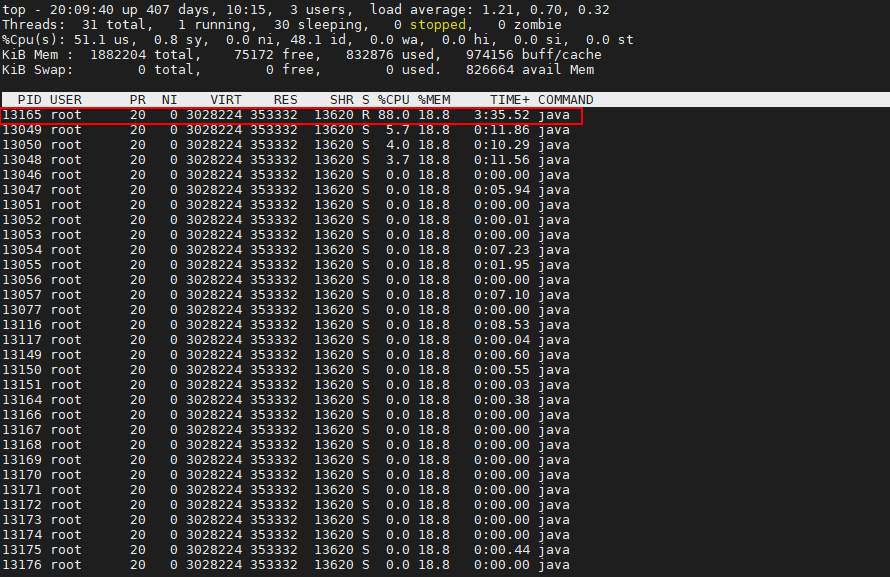 top - 20:09:40 up 407 days, 10:15,  3 users,  load average: 1.21, 0.70, 0.32
Threads:  31 total,   1 running,  30 sleeping,   0 stopped,   0 zombie
%Cpu(s): 51.1 us,  0.8 sy,  0.0 ni, 48.1 id,  0.0 wa,  0.0 hi,  0.0 si,  0.0 st
KiB Mem :  1882204 total,    75172 free,   832876 used,   974156 buff/cache
KiB Swap:        0 total,        0 free,        0 used.   826664 avail Mem
  PID USER      PR  NI    VIRT    RES    SHR S %CPU %MEM     TIME+ COMMAND
13165 root      20   0 3028224 353332  13620 R 88.0 18.8   3:35.52 java
13049 root      20   0 3028224 353332  13620 S  5.7 18.8   0:11.86 java
13050 root      20   0 3028224 353332  13620 S  4.0 18.8   0:10.29 java
13048 root      20   0 3028224 353332  13620 S  3.7 18.8   0:11.56 java
13046 root      20   0 3028224 353332  13620 S  0.0 18.8   0:00.00 java
13047 root      20   0 3028224 353332  13620 S  0.0 18.8   0:05.94 java
13051 root      20   0 3028224 353332  13620 S  0.0 18.8   0:00.00 java
13052 root      20   0 3028224 353332  13620 S  0.0 18.8   0:00.01 java
13053 root      20   0 3028224 353332  13620 S  0.0 18.8   0:00.00 java
13054 root      20   0 3028224 353332  13620 S  0.0 18.8   0:07.23 java
13055 root      20   0 3028224 353332  13620 S  0.0 18.8   0:01.95 java
13056 root      20   0 3028224 353332  13620 S  0.0 18.8   0:00.00 java
13057 root      20   0 3028224 353332  13620 S  0.0 18.8   0:07.10 java
13077 root      20   0 3028224 353332  13620 S  0.0 18.8   0:00.00 java
13116 root      20   0 3028224 353332  13620 S  0.0 18.8   0:08.53 java
13117 root      20   0 3028224 353332  13620 S  0.0 18.8   0:00.04 java
13149 root      20   0 3028224 353332  13620 S  0.0 18.8   0:00.60 java
13150 root      20   0 3028224 353332  13620 S  0.0 18.8   0:00.55 java
13151 root      20   0 3028224 353332  13620 S  0.0 18.8   0:00.03 java
13164 root      20   0 3028224 353332  13620 S  0.0 18.8   0:00.38 java
13166 root      20   0 3028224 353332  13620 S  0.0 18.8   0:00.00 java
13167 root      20   0 3028224 353332  13620 S  0.0 18.8   0:00.00 java
13168 root      20   0 3028224 353332  13620 S  0.0 18.8   0:00.00 java
13169 root      20   0 3028224 353332  13620 S  0.0 18.8   0:00.00 java
13170 root      20   0 3028224 353332  13620 S  0.0 18.8   0:00.00 java
13171 root      20   0 3028224 353332  13620 S  0.0 18.8   0:00.00 java
13172 root      20   0 3028224 353332  13620 S  0.0 18.8   0:00.00 java
13173 root      20   0 3028224 353332  13620 S  0.0 18.8   0:00.00 java
13174 root      20   0 3028224 353332  13620 S  0.0 18.8   0:00.00 java
13175 root      20   0 3028224 353332  13620 S  0.0 18.8   0:00.44 java
13176 root      20   0 3028224 353332  13620 S  0.0 18.8   0:00.00 java